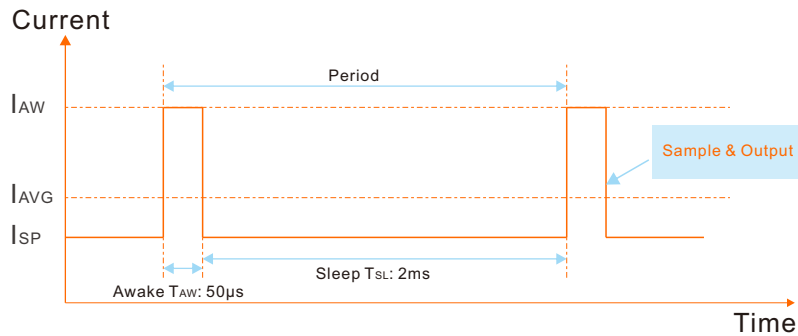 Current
Period
IAW
Sample & Output
IAVG
ISP
Sleep TSL: 2ms
Awake TAW: 50μs
Time